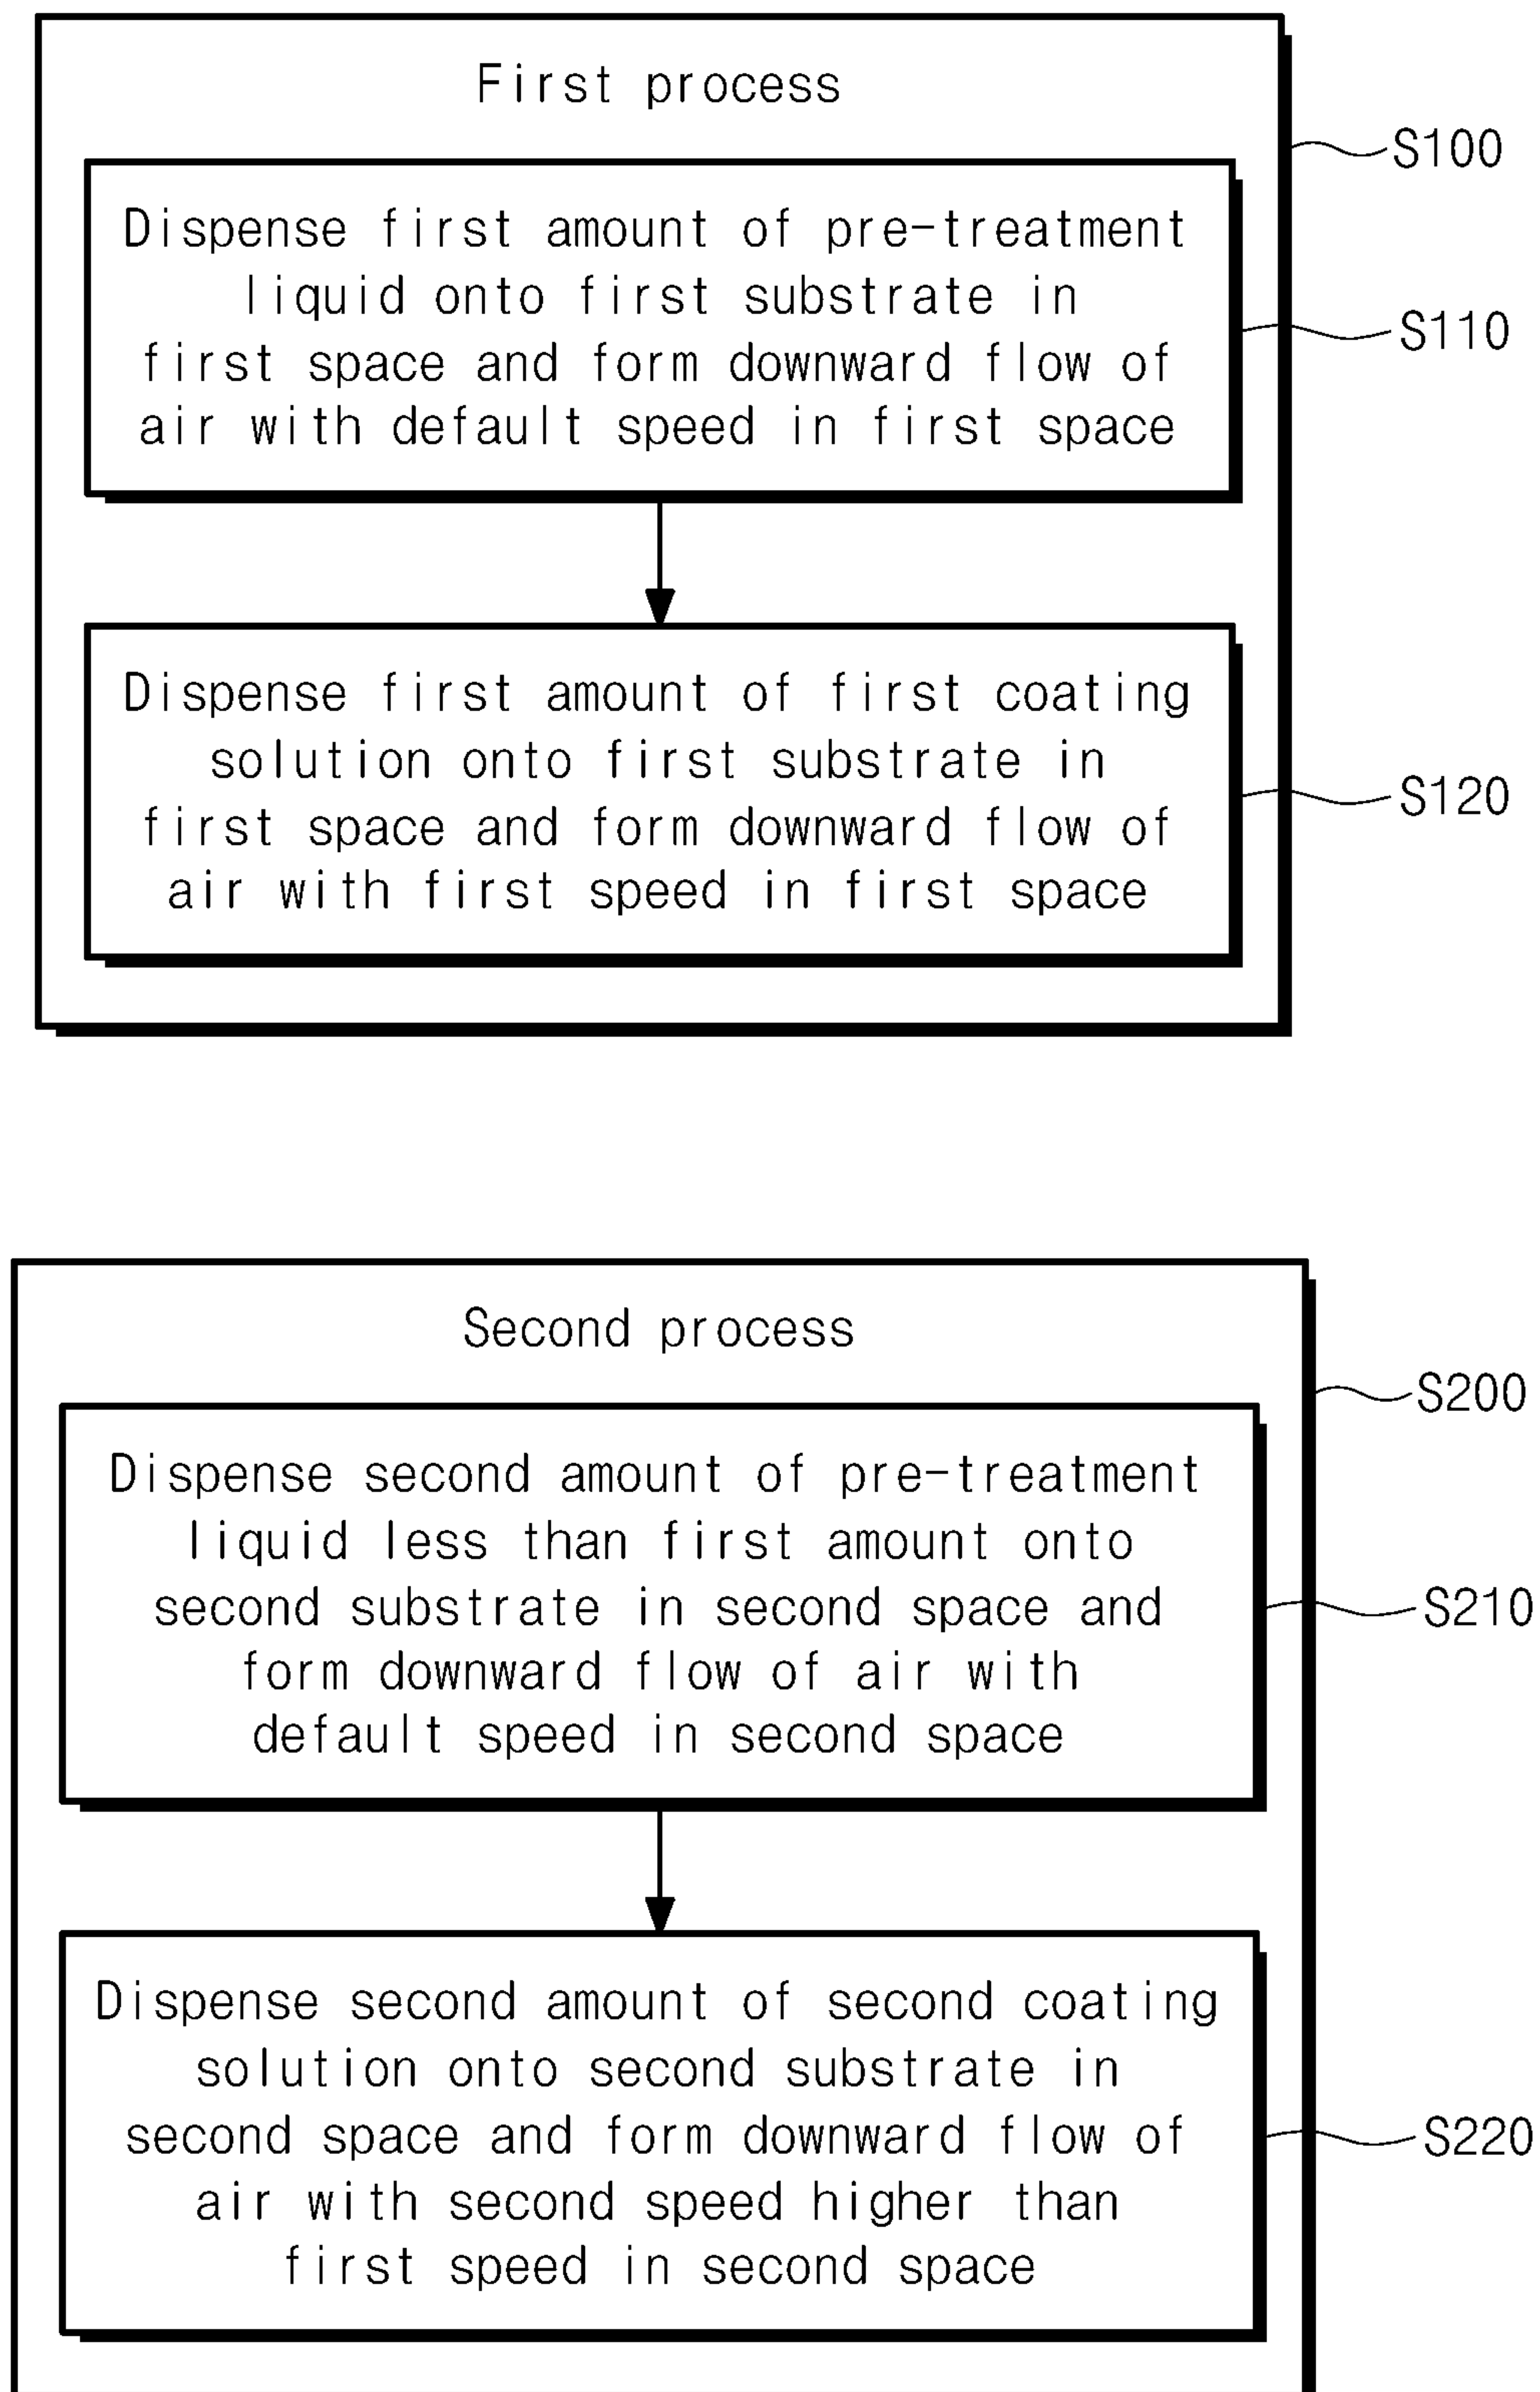 First process
S100
Dispense first amount of pre-treatment
liquid onto first substrate in
first space and form downward flow of
air with default speed in first space
S110
Dispense first amount of first coating
solution onto first substrate in
first space and form downward flow of
air with first speed in first space
S120
Second process
S200
Dispense second amount of pre-treatment
liquid less than first amount onto
second substrate in second space and
form downward flow of air with
default speed in second space
S210
Dispense second amount of second coating
solution onto second substrate in
second space and form downward flow of
air with second speed higher than
first speed in second space
S220